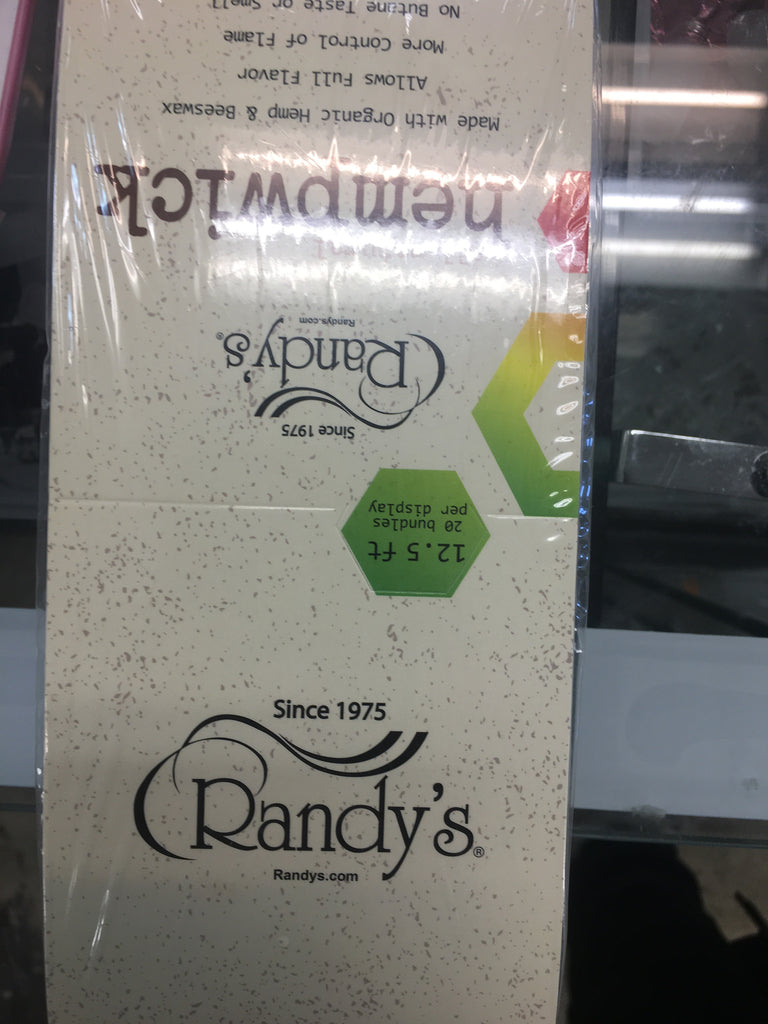 No Butane Taste or Smell
More Control of Flame
Allows Full Flavor
Made with Organic Hemp & Beeswax
hempwick
Randys.com
Randy's®
Since 1975
20 bundles
per display
12.5 ft
Since 1975
Randy's®
Randys.com